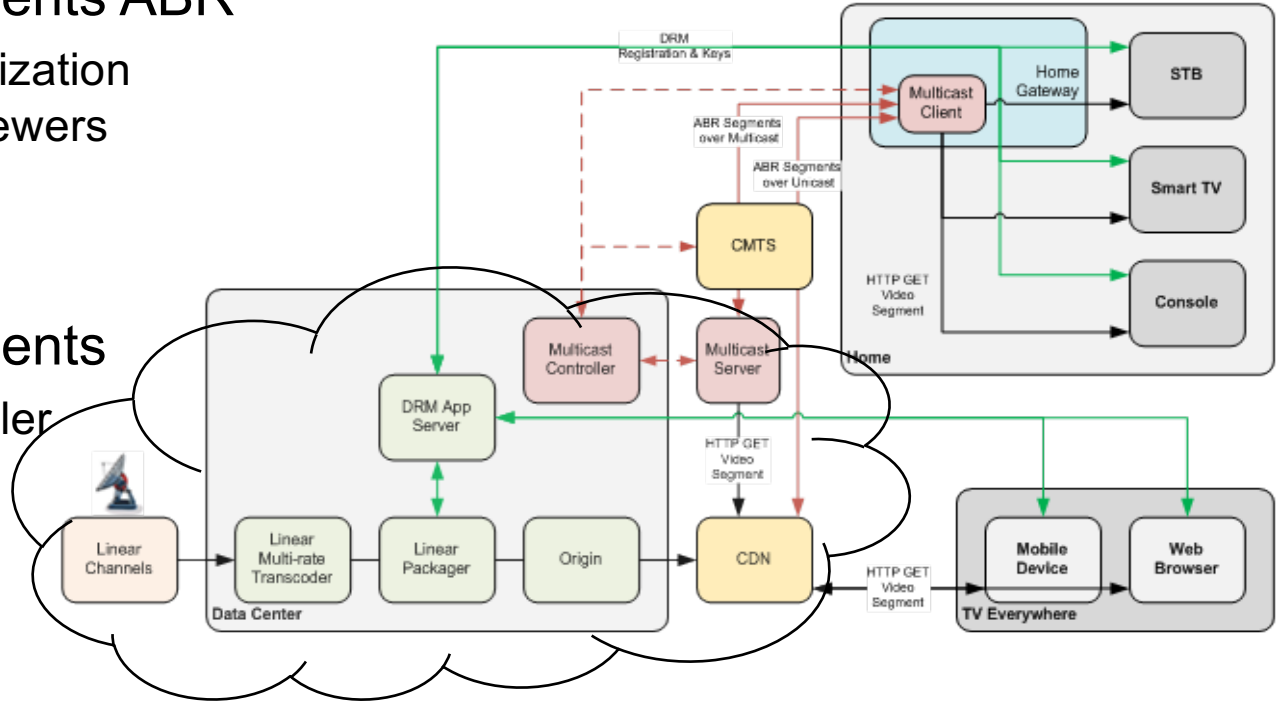 ents ABR
ization
ewers
ents
ler
DRM
Registration & Keys
Home
Gateway
Multicast
Client
STB
ABR Segments
over Multicast
ABR Segments
over Unicast
Smart TV
CMTS
HTTP GET
Video
Segment
Console
Home
Multicast
Controller
Multicast
Server
DRM App
Server
HTTP GET
Video
Segment
Linear
Channels
Linear
Multi-rate
Transcoder
Linear
Packager
Origin
CDN
Mobile
Device
Web
Browser
HTTP GET
Video
Segment
Data Center
TV Everywhere